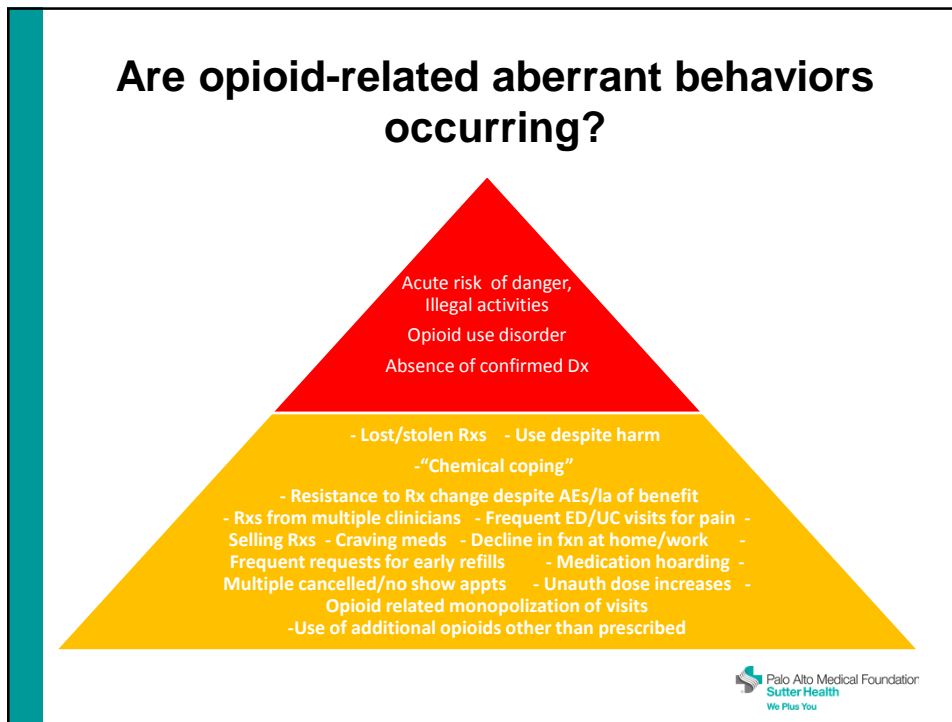 Are opioid-related aberrant behaviors
occurring?
Acute risk of danger,
Illegal activities
Opioid use disorder
Absence of confirmed Dx
- Lost/stolen Rxs - Use despite harm
-“Chemical coping”
- Resistance to Rx change despite AEs/la of benefit
- Rxs from multiple clinicians - Frequent ED/UC visits for pain -
Selling Rxs - Craving meds - Decline in fxn at home/work -
Frequent requests for early refills - Medication hoarding -
Multiple cancelled/no show appts - Unauth dose increases -
Opioid related monopolization of visits
-Use of additional opioids other than prescribed
Palo Alto Medical Foundation
Sutter Health
We Plus You